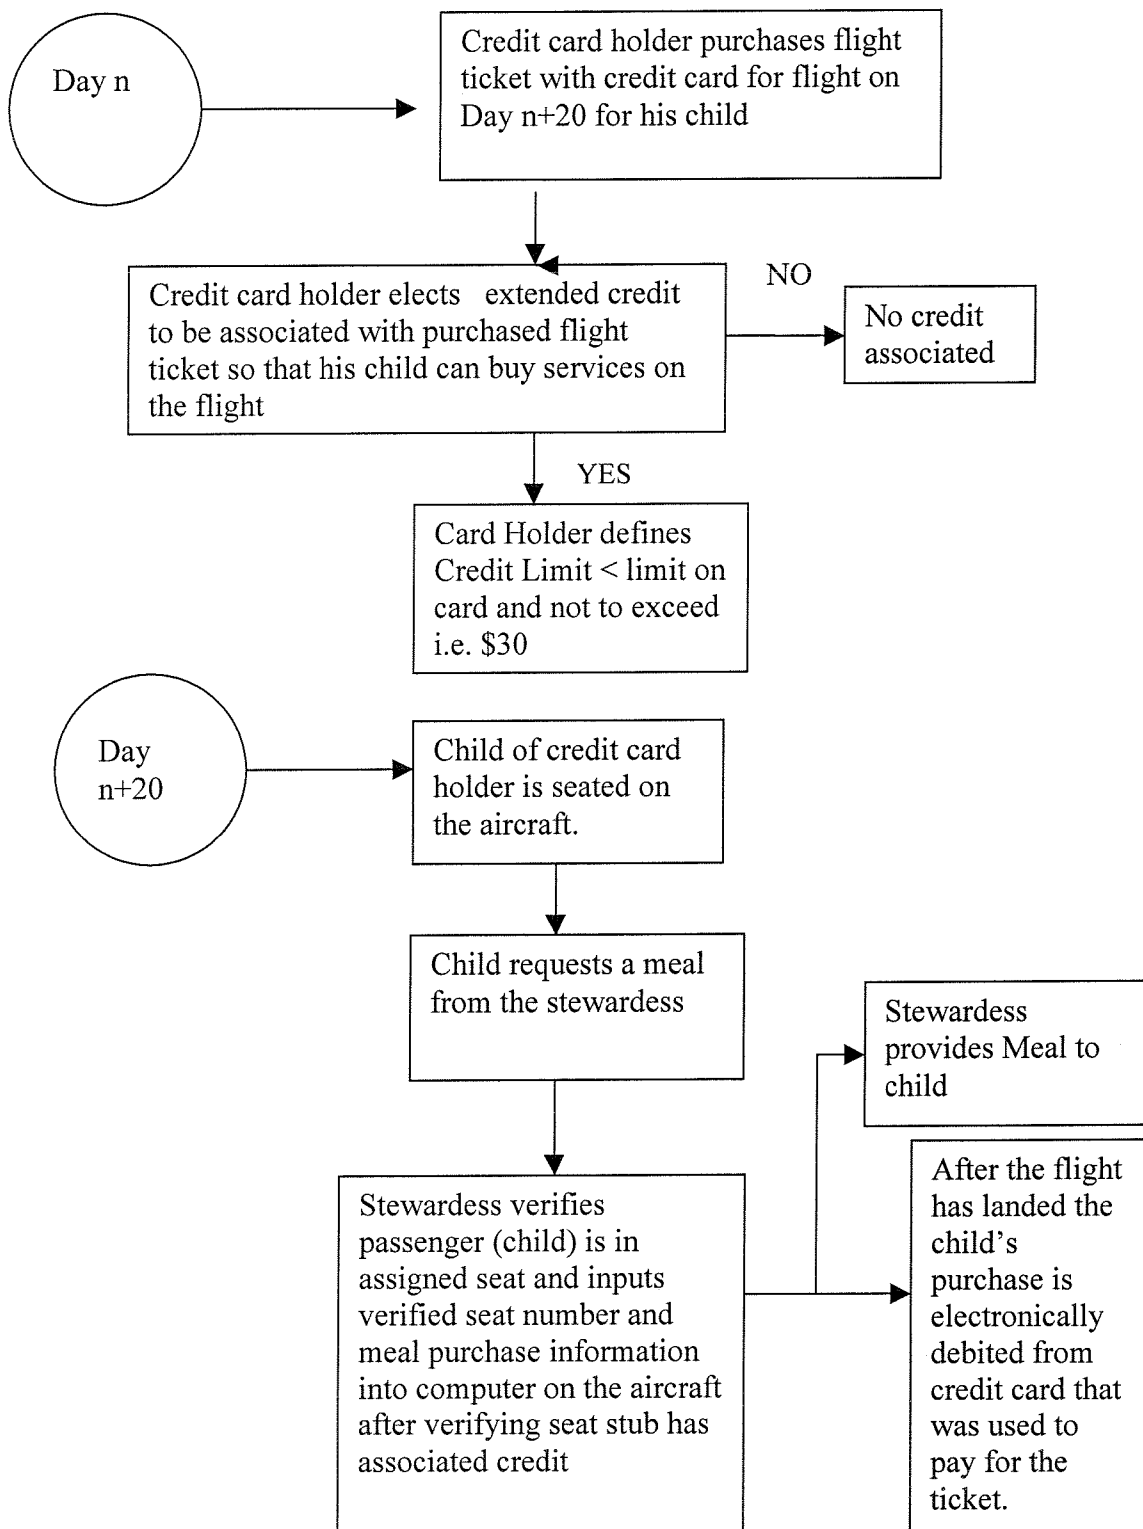 Day n
Credit card holder purchases flight
ticket with credit card for flight on
Day n+20 for his child
Credit card holder elects extended credit
to be associated with purchased flight
ticket so that his child can buy services on
the flight
NO
No credit
associated
YES
Card Holder defines
Credit Limit < limit on
card and not to exceed
i.e. $30
Day
n+20
Child of credit card
holder is seated on
the aircraft.
Child requests a meal
from the stewardess
Stewardess
provides Meal to
child
Stewardess verifies
passenger (child) is in
assigned seat and inputs
verified seat number and
meal purchase information
into computer on the aircraft
after verifying seat stub has
associated credit
After the flight
has landed the
child's
purchase is
electronically
debited from
credit card that
was used to
pay for the
ticket.